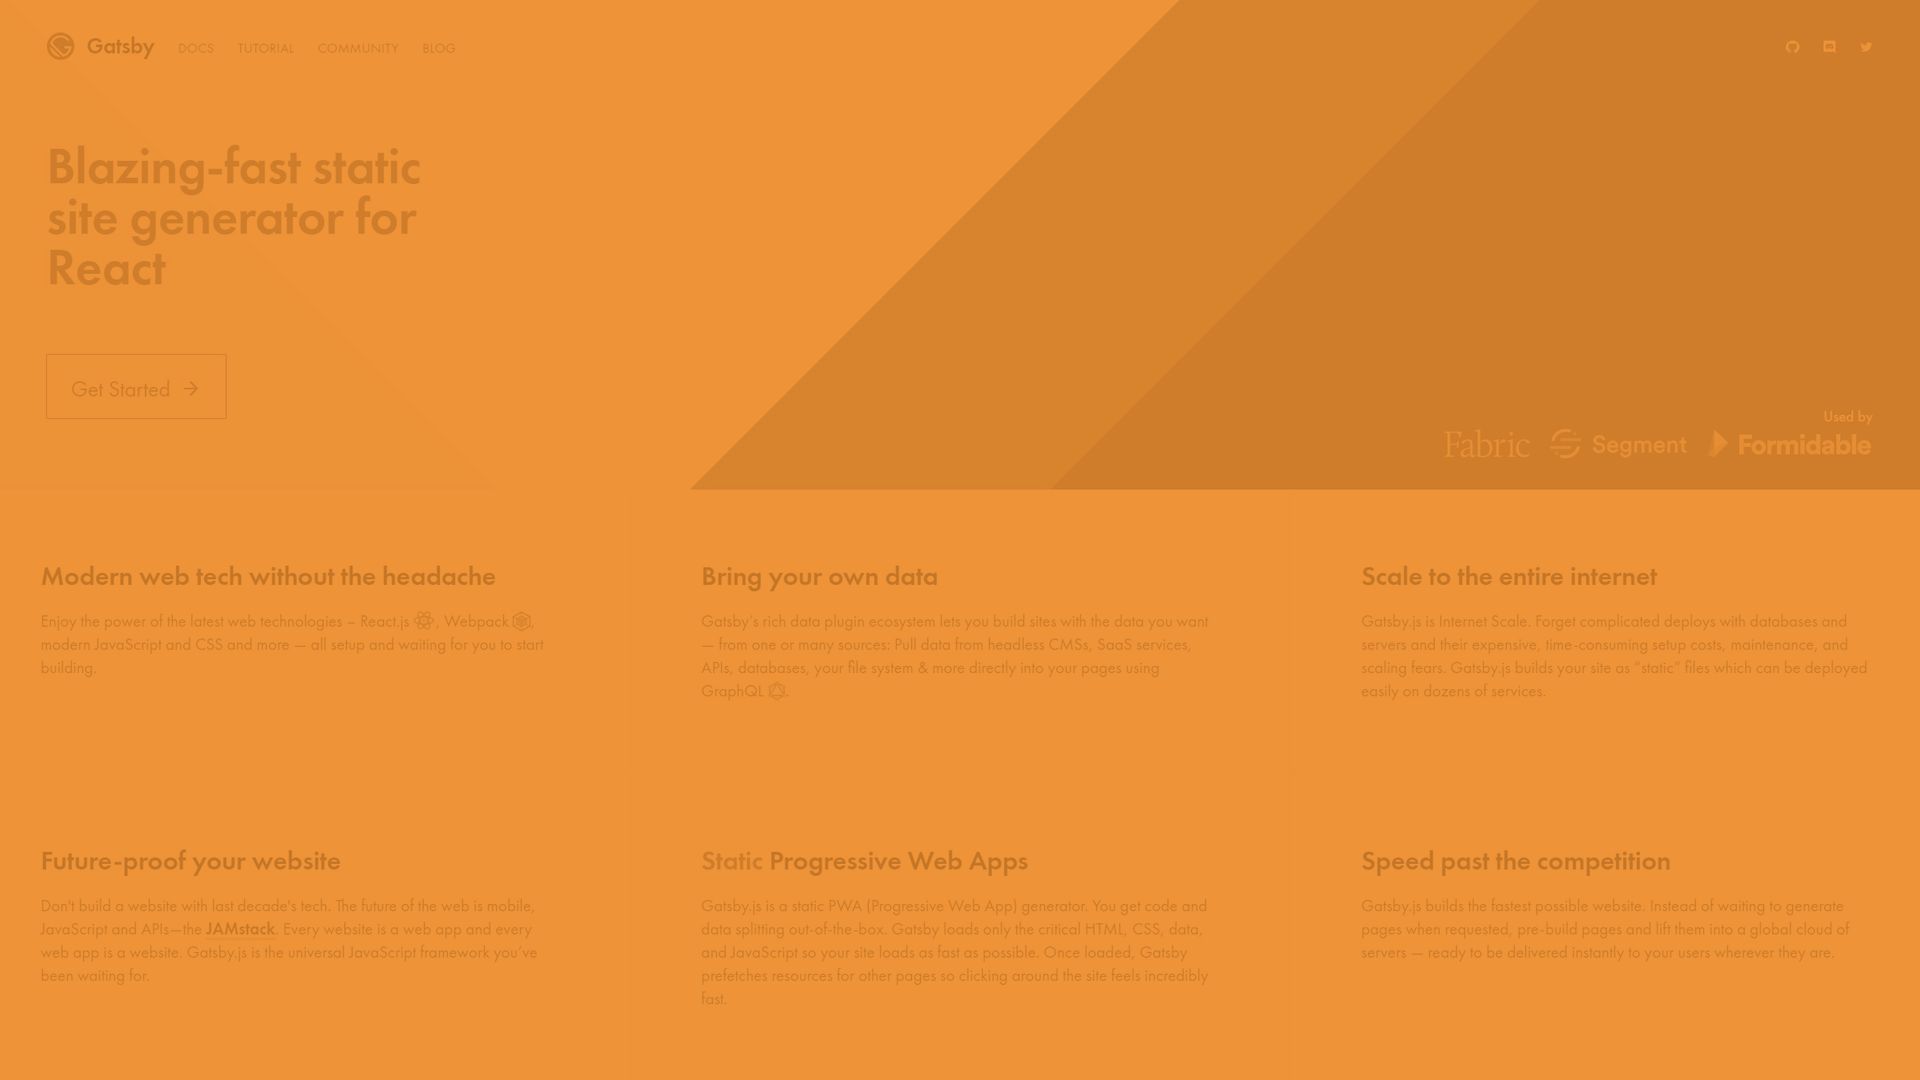 Gatsby DOCS TUTORIAL COMMUNITY BLOG
Blazing-fast static
site generator for
React
Get Started
Used by
Fabric Segment Formidable
Modern web tech without the headache
Enjoy the power of the latest web technologies – React.js , Webpack ,
modern JavaScript and CSS and more — all setup and waiting for you to start
building.
Bring your own data
Gatsby's rich data plugin ecosystem lets you build sites with the data you want
— from one or many sources: Pull data from headless CMSs, SaaS services,
APIs, databases, your file system & more directly into your pages using
GraphQL .
Scale to the entire internet
Gatsby.js is Internet Scale. Forget complicated deploys with databases and
servers and their expensive, time-consuming setup costs, maintenance, and
scaling fears. Gatsby.js builds your site as “static” files which can be deployed
easily on dozens of services.
Future-proof your website
Don't build a website with last decade's tech. The future of the web is mobile,
JavaScript and APIs—the JAMstack. Every website is a web app and every
web app is a website. Gatsby.js is the universal JavaScript framework you’ve
been waiting for.
Static Progressive Web Apps
Gatsby.js is a static PWA (Progressive Web App) generator. You get code and
data splitting out-of-the-box. Gatsby loads only the critical HTML, CSS, data,
and JavaScript so your site loads as fast as possible. Once loaded, Gatsby
prefetches resources for other pages so clicking around the site feels incredibly
fast.
Speed past the competition
Gatsby.js builds the fastest possible website. Instead of waiting to generate
pages when requested, pre-build pages and lift them into a global cloud of
servers — ready to be delivered instantly to your users wherever they are.